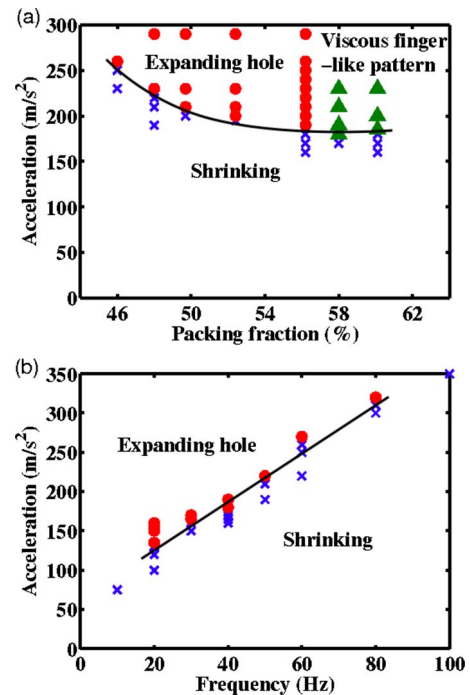 (a)
300
250
200
150
100
50
0
Acceleration (m/s²)
Expanding hole
Viscous finger
–like pattern
Shrinking
46
50
54
58
62
Packing fraction (%)
(b)
350
300
250
200
150
100
50
0
Acceleration (m/s²)
Expanding hole
Shrinking
0
20
40
60
80
100
Frequency (Hz)